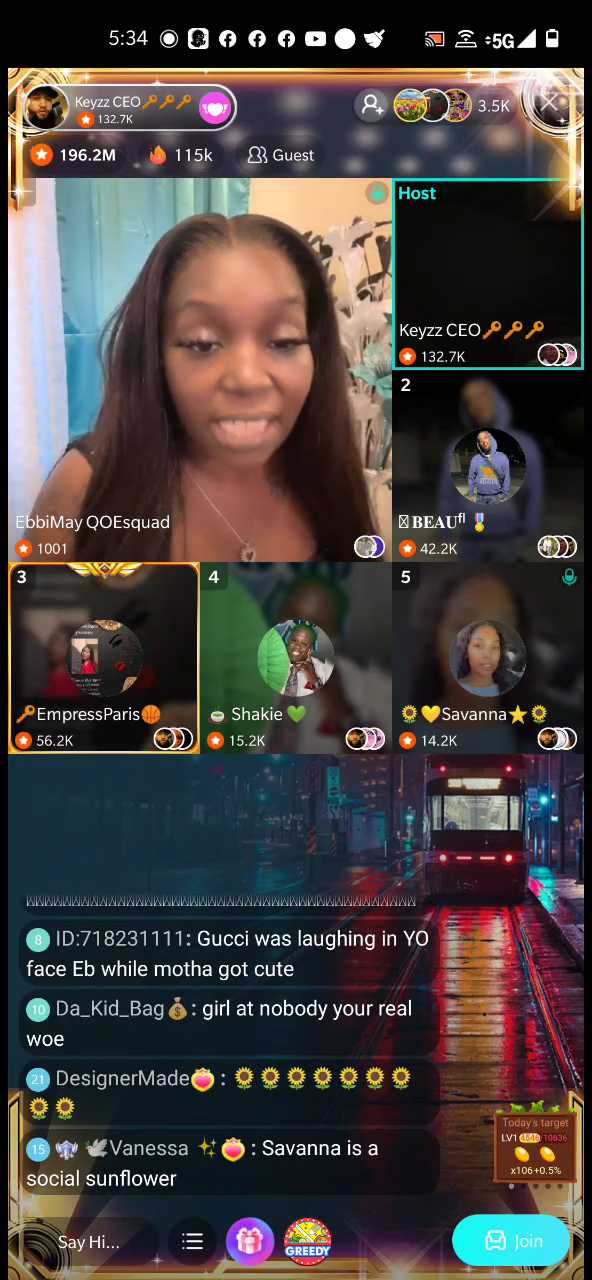 5:34
5G
Keyzz CEO🔑🔑🔑
132.7K
3.5K
196.2M
115k
Guest
Host
Keyzz CEO🔑🔑🔑
132.7K
EbbiMay QOEsquad
1001
2
𝐁𝐄𝐀𝐔ᶠˡ 🎖️
42.2K
3
🔑EmpressParis🏀
56.2K
4
🍵 Shakie 💚
15.2K
5
🌻💛Savanna⭐🌻
14.2K
8 ID:718231111: Gucci was laughing in YO
face Eb while motha got cute
10 Da_Kid_Bag💰: girl at nobody your real
woe
21 DesignerMade🍑: 🌻🌻🌻🌻🌻🌻🌻
🌻🌻
15 🕊️Vanessa ✨🍑: Savanna is a
social sunflower
Today's target
LV1 4546/10636
x106+0.5%
Say Hi...
GREEDY
Join